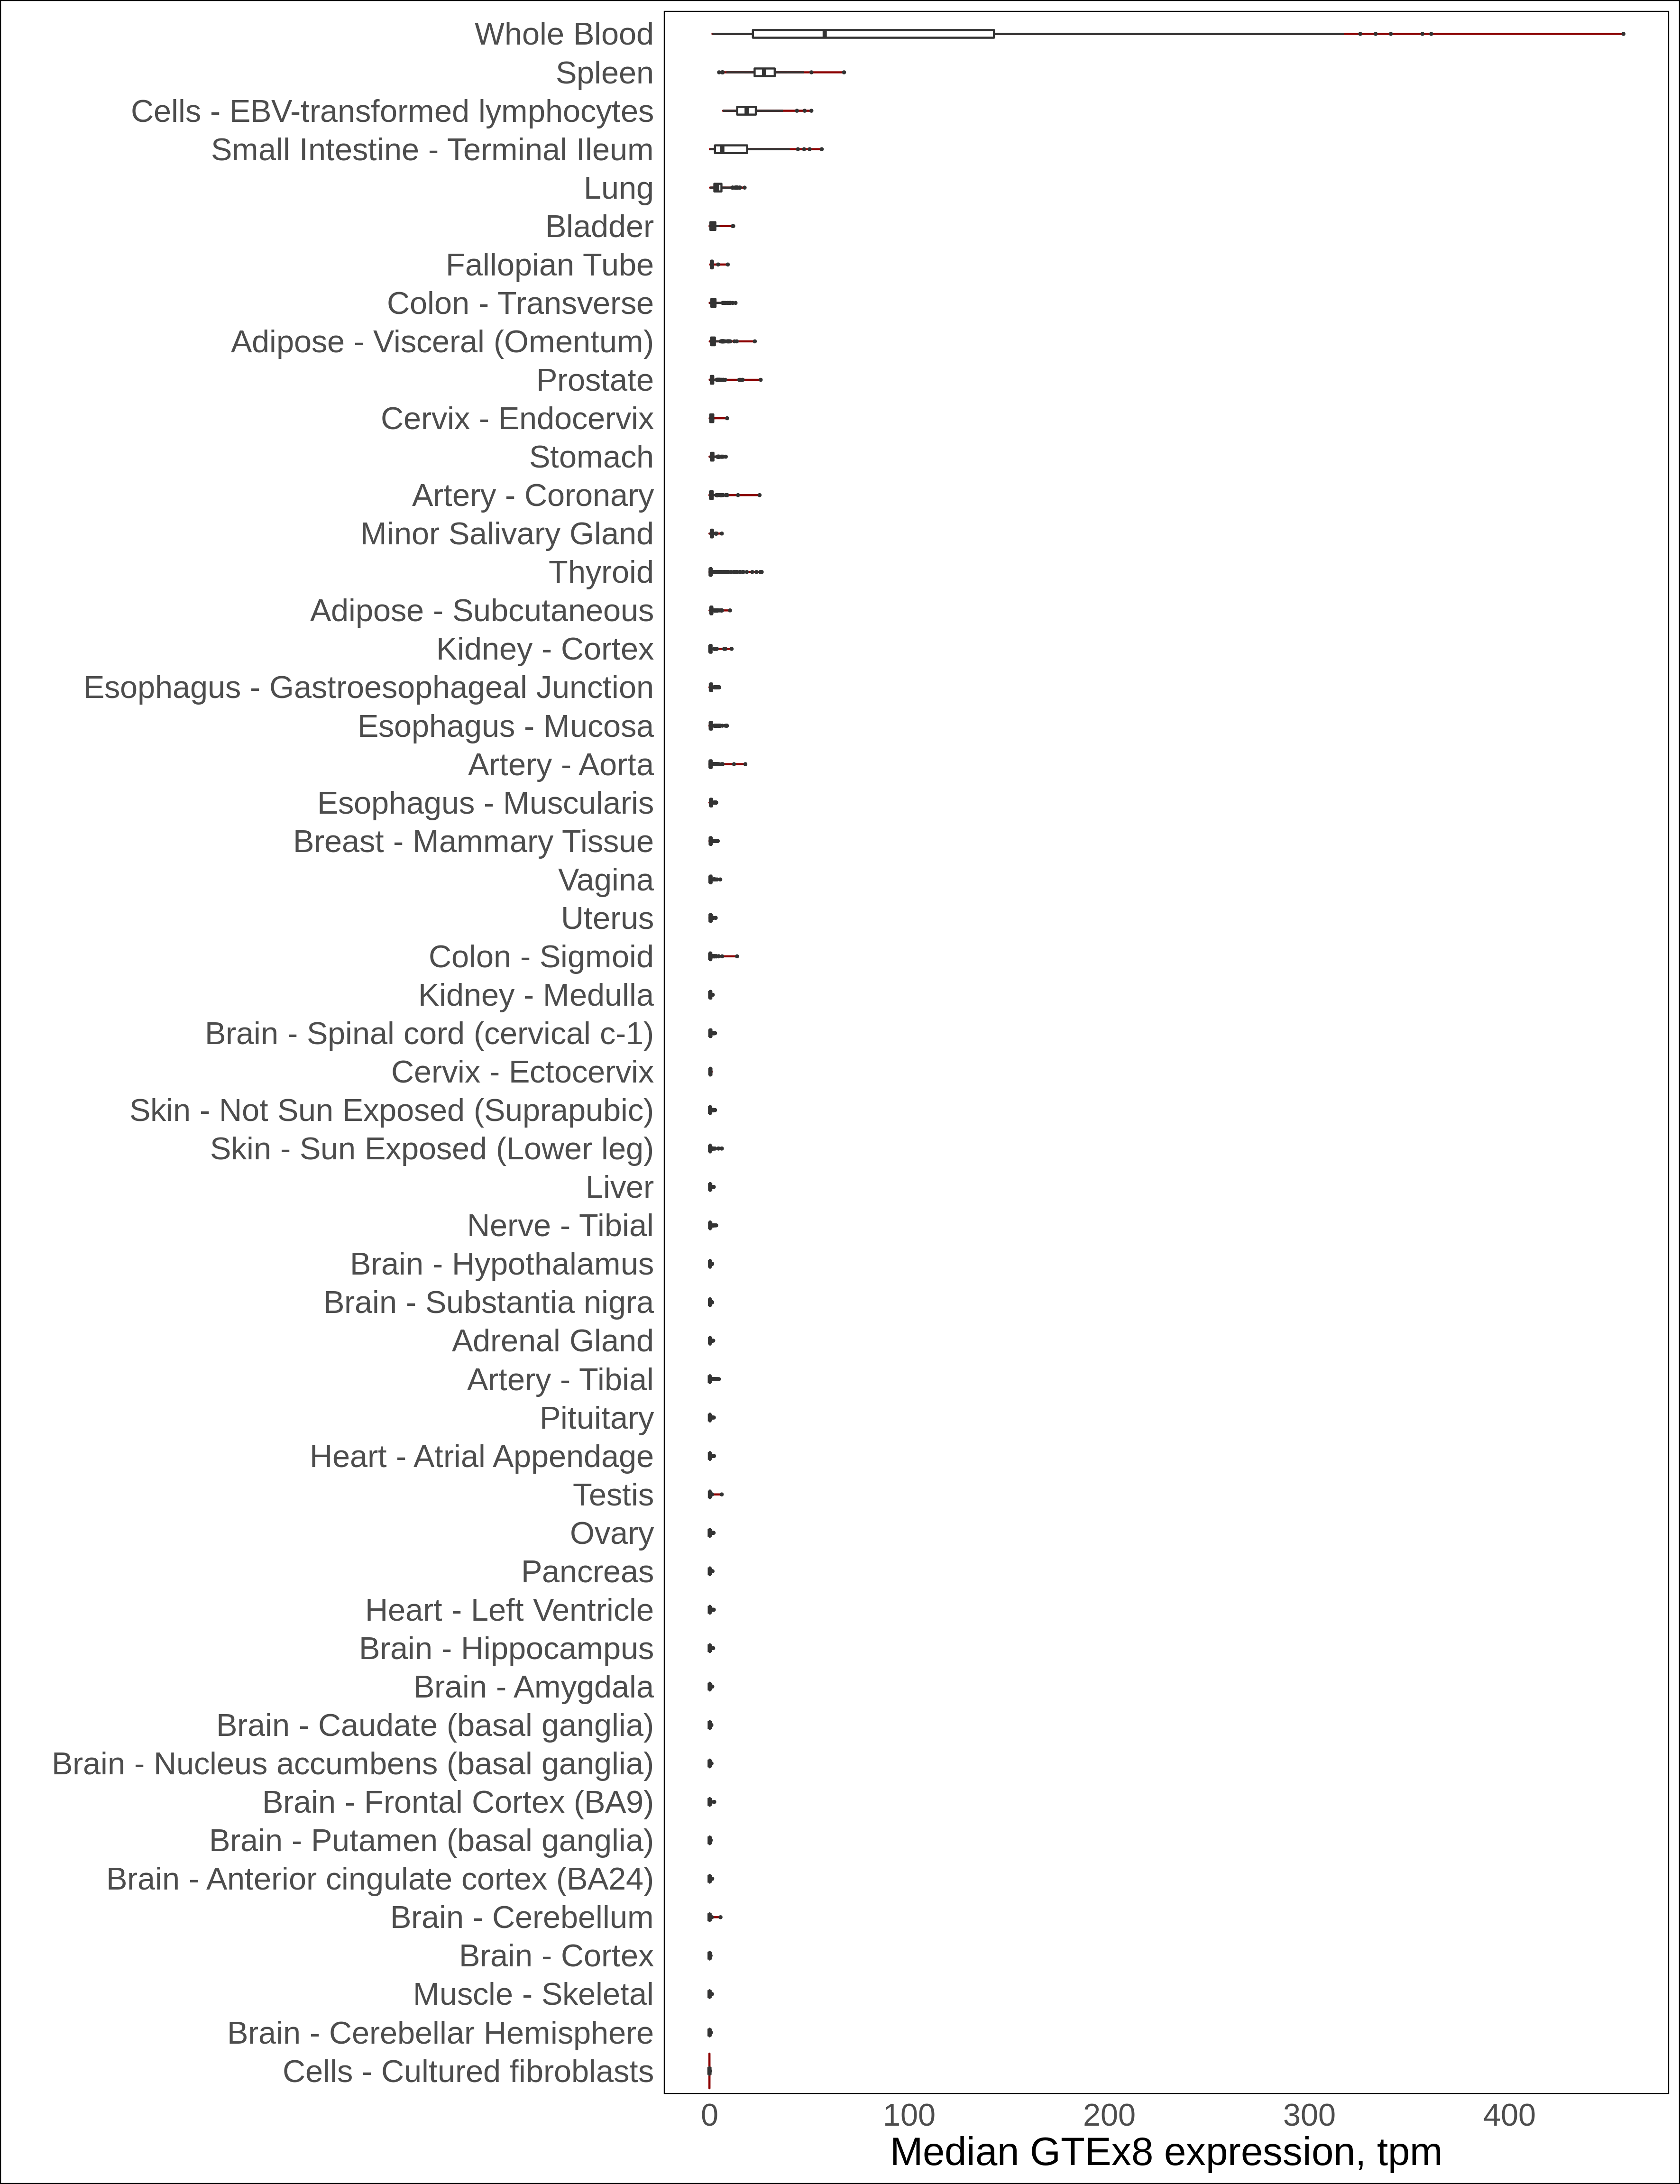 Whole Blood
Spleen
Cells - EBV-transformed lymphocytes
Small Intestine - Terminal Ileum
Lung
Bladder
Fallopian Tube
Colon - Transverse
Adipose - Visceral (Omentum)
Prostate
Cervix - Endocervix
Stomach
Artery - Coronary
Minor Salivary Gland
Thyroid
Adipose - Subcutaneous
Kidney - Cortex
Esophagus - Gastroesophageal Junction
Esophagus - Mucosa
Artery - Aorta
Esophagus - Muscularis
Breast - Mammary Tissue
Vagina
Uterus
Colon - Sigmoid
Kidney - Medulla
Brain - Spinal cord (cervical c-1)
Cervix - Ectocervix
Skin - Not Sun Exposed (Suprapubic)
Skin - Sun Exposed (Lower leg)
Liver
Nerve - Tibial
Brain - Hypothalamus
Brain - Substantia nigra
Adrenal Gland
Artery - Tibial
Pituitary
Heart - Atrial Appendage
Testis
Ovary
Pancreas
Heart - Left Ventricle
Brain - Hippocampus
Brain - Amygdala
Brain - Caudate (basal ganglia)
Brain - Nucleus accumbens (basal ganglia)
Brain - Frontal Cortex (BA9)
Brain - Putamen (basal ganglia)
Brain - Anterior cingulate cortex (BA24)
Brain - Cerebellum
Brain - Cortex
Muscle - Skeletal
Brain - Cerebellar Hemisphere
Cells - Cultured fibroblasts
0 100 200 300 400
Median GTEx8 expression, tpm